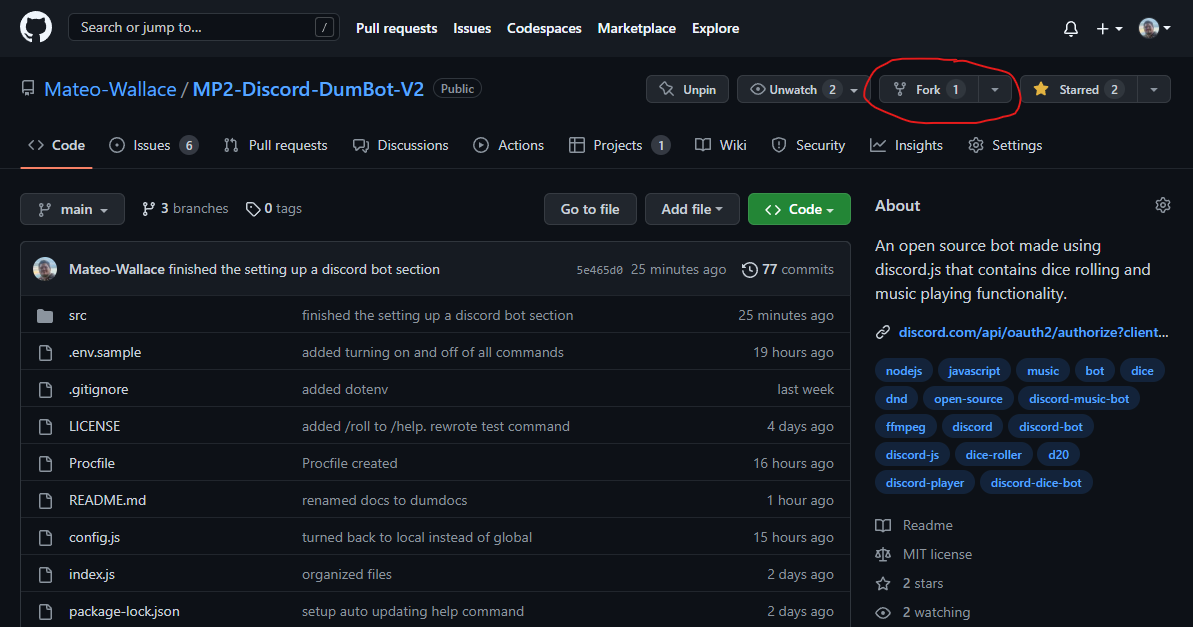 Search or jump to... / Pull requests Issues Codespaces Marketplace Explore
Mateo-Wallace / MP2-Discord-DumBot-V2 Public Unpin Unwatch 2 Fork 1 Starred 2
Code Issues 6 Pull requests Discussions Actions Projects 1 Wiki Security Insights Settings
main 3 branches 0 tags Go to file Add file Code
Mateo-Wallace finished the setting up a discord bot section 5e465d0 25 minutes ago 77 commits
src finished the setting up a discord bot section 25 minutes ago
.env.sample added turning on and off of all commands 19 hours ago
.gitignore added dotenv last week
LICENSE added /roll to /help. rewrote test command 4 days ago
Procfile Procfile created 16 hours ago
README.md renamed docs to dumdocs 1 hour ago
config.js turned back to local instead of global 15 hours ago
index.js organized files 2 days ago
package-lock.json setup auto updating help command 2 days ago
About
An open source bot made using
discord.js that contains dice rolling and
music playing functionality.
discord.com/api/oauth2/authorize?client...
nodejs javascript music bot dice
dnd open-source discord-music-bot
ffmpeg discord discord-bot
discord-js dice-roller d20
discord-player discord-dice-bot
Readme
MIT license
2 stars
2 watching